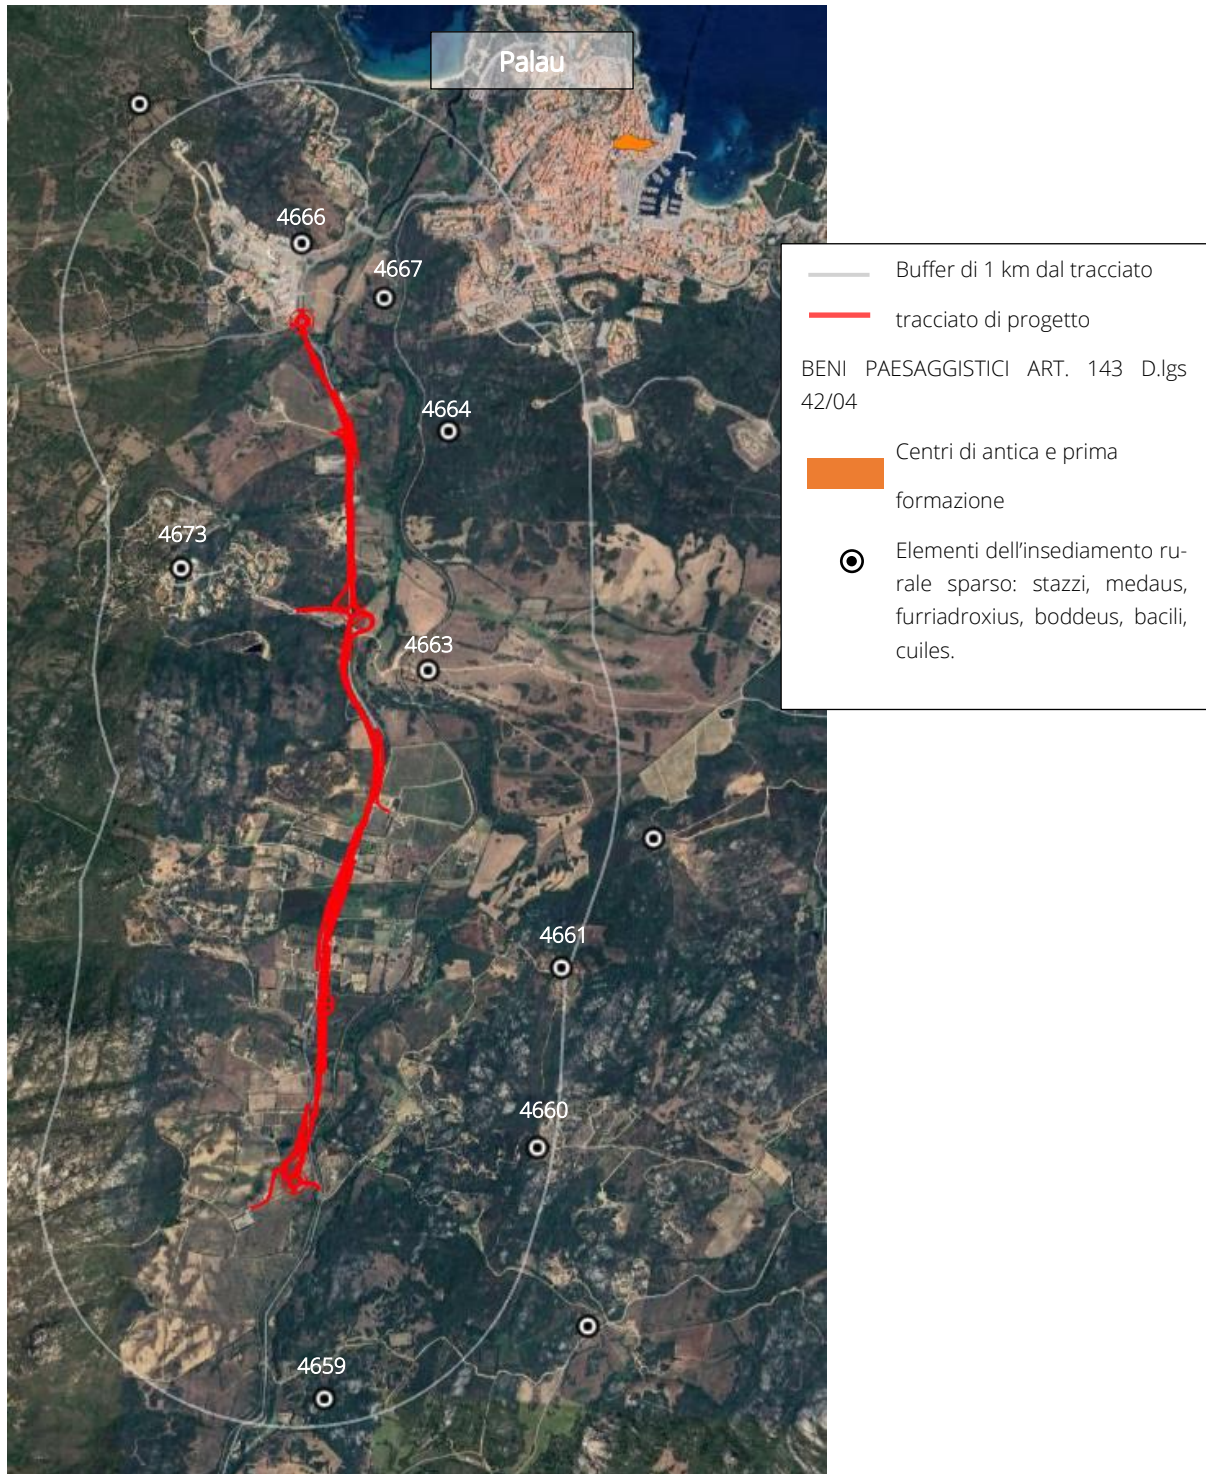 Palau
4666
4667
4664
4673
4663
4661
4660
4659
Buffer di 1 km dal tracciato
tracciato di progetto
BENI PAESAGGISTICI ART. 143 D.lgs
42/04
Centri di antica e prima
formazione
Elementi dell'insediamento ru-
rale sparso: stazzi, medaus,
furriadroxius, boddeus, bacili,
cuiles.